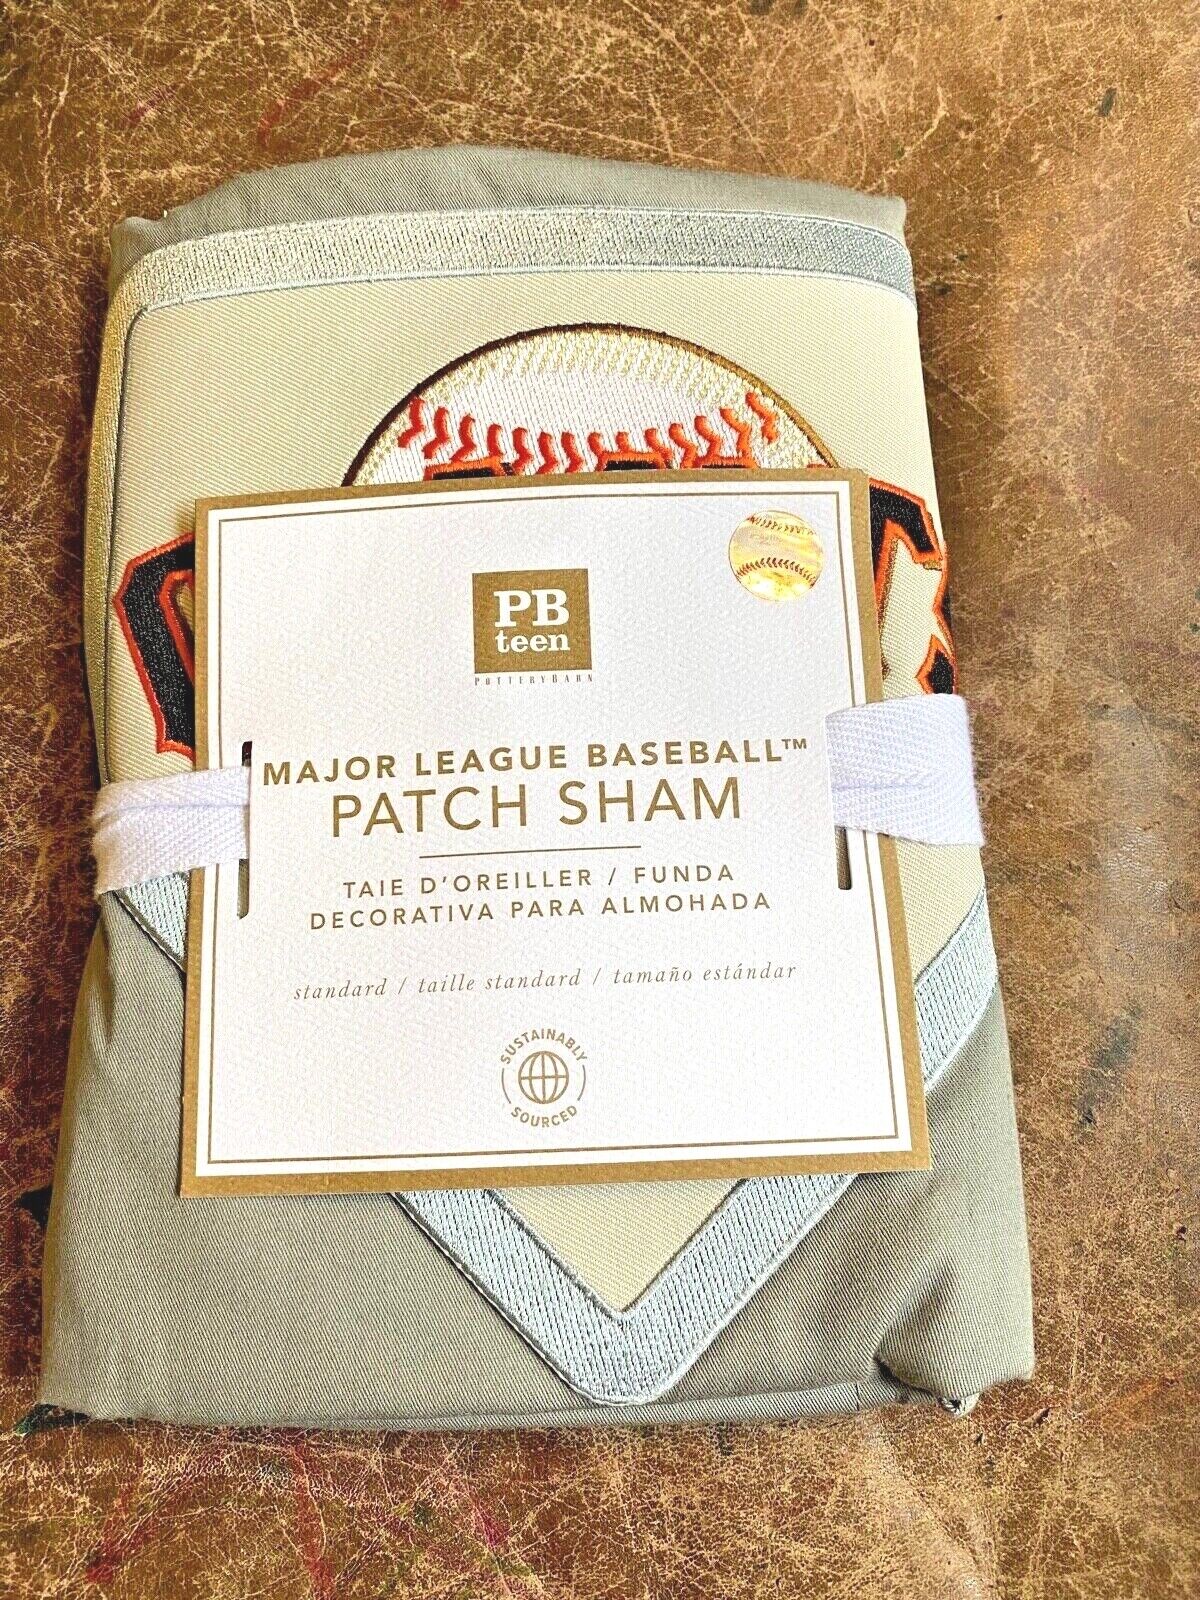 PB
teen
POTTERYBARN
MAJOR LEAGUE BASEBALL™
PATCH SHAM
TAIE D'OREILLER / FUNDA
DECORATIVA PARA ALMOHADA
standard / taille standard / tamaño estándar
SUSTAINABLY
SOURCED